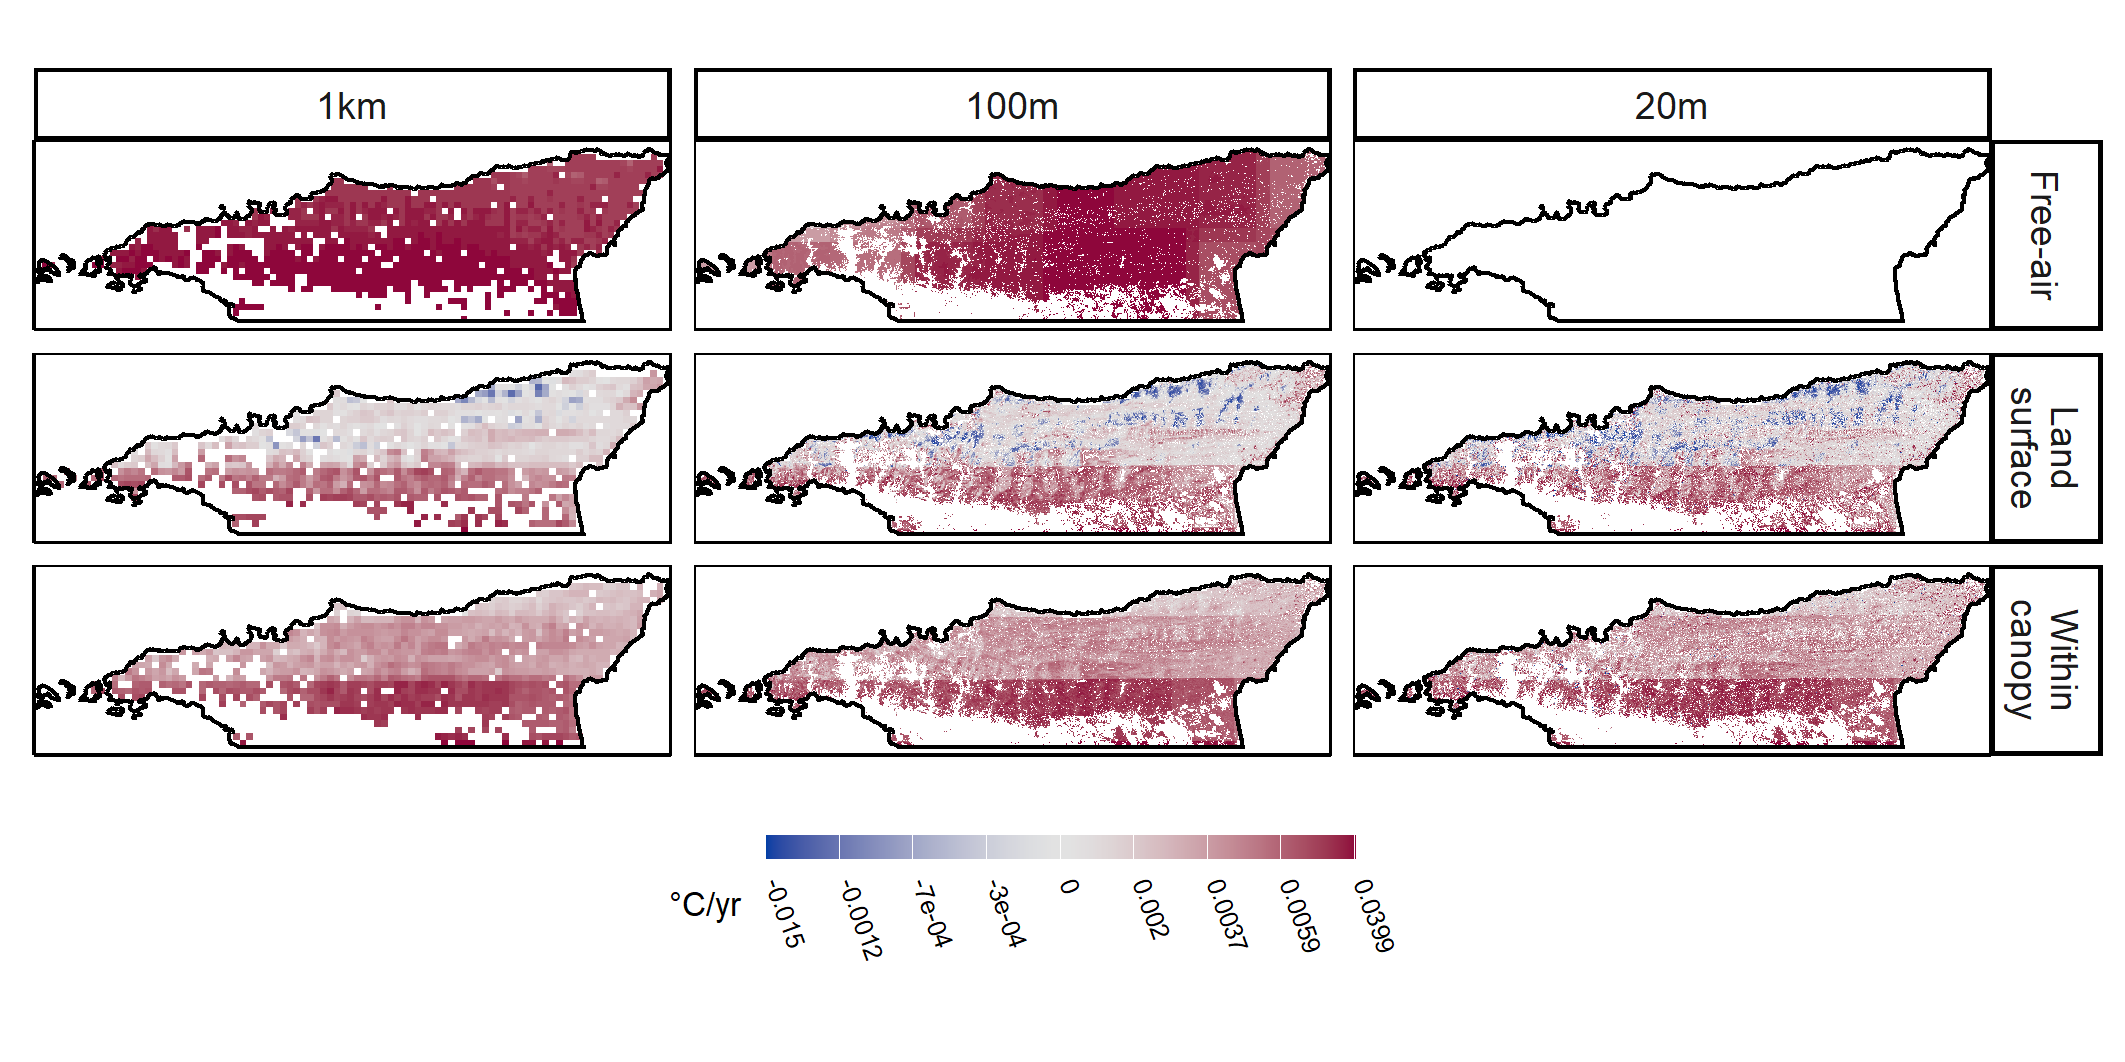 1km
100m
20m
Free-air
Land
surface
Within
canopy
°C/yr
-0.015
-0.0012
-7e-04
-3e-04
0
0.002
0.0037
0.0059
0.0399